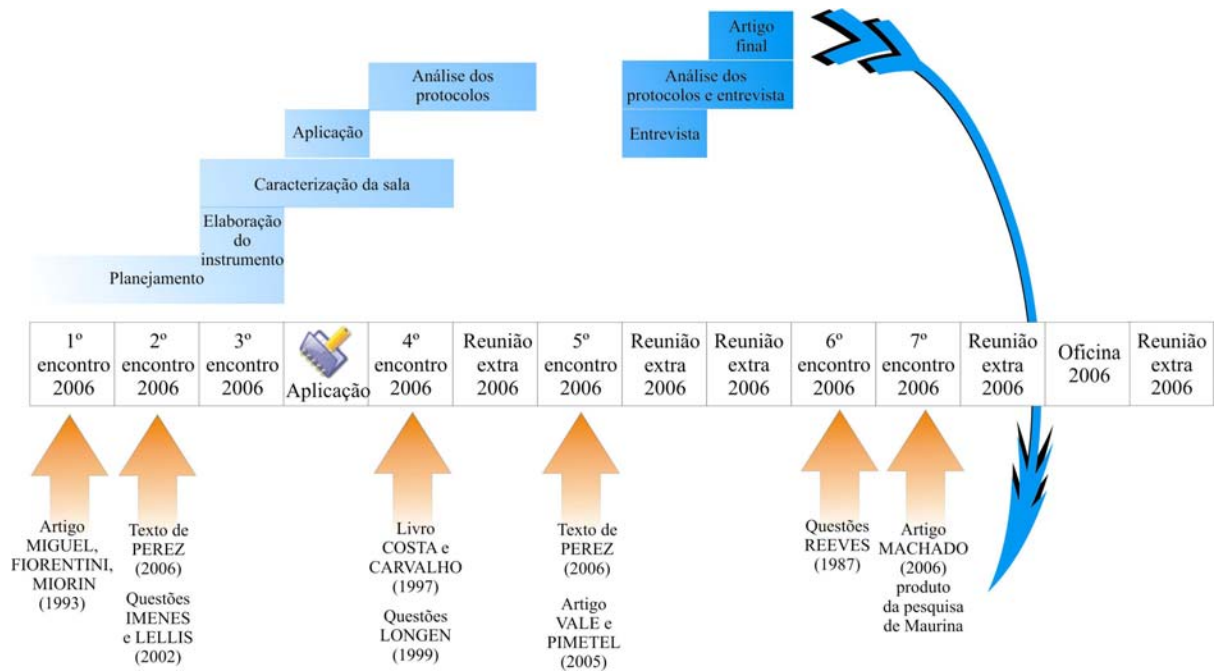 Artigo
final
Análise dos
protocolos
Análise dos
protocolos e entrevista
Aplicação
Entrevista
Caracterização da sala
Elaboração
do
instrumento
Planejamento
1º
encontro
2006
2º
encontro
2006
3º
encontro
2006
Aplicação
4º
encontro
2006
Reunião
extra
2006
5º
encontro
2006
Reunião
extra
2006
Reunião
extra
2006
6º
encontro
2006
7º
encontro
2006
Reunião
extra
2006
Oficina
2006
Reunião
extra
2006
Artigo
MIGUEL,
FIORENTINI,
MIORIN
(1993)
Texto de
PEREZ
(2006)
Questões
IMENES
e LELLIS
(2002)
Livro
COSTA e
CARVALHO
(1997)
Questões
LONGEN
(1999)
Texto de
PEREZ
(2006)
Artigo
VALE e
PIMETEL
(2005)
Questões
REEVES
(1987)
Artigo
MACHADO
(2006)
produto
da pesquisa
de Maurina